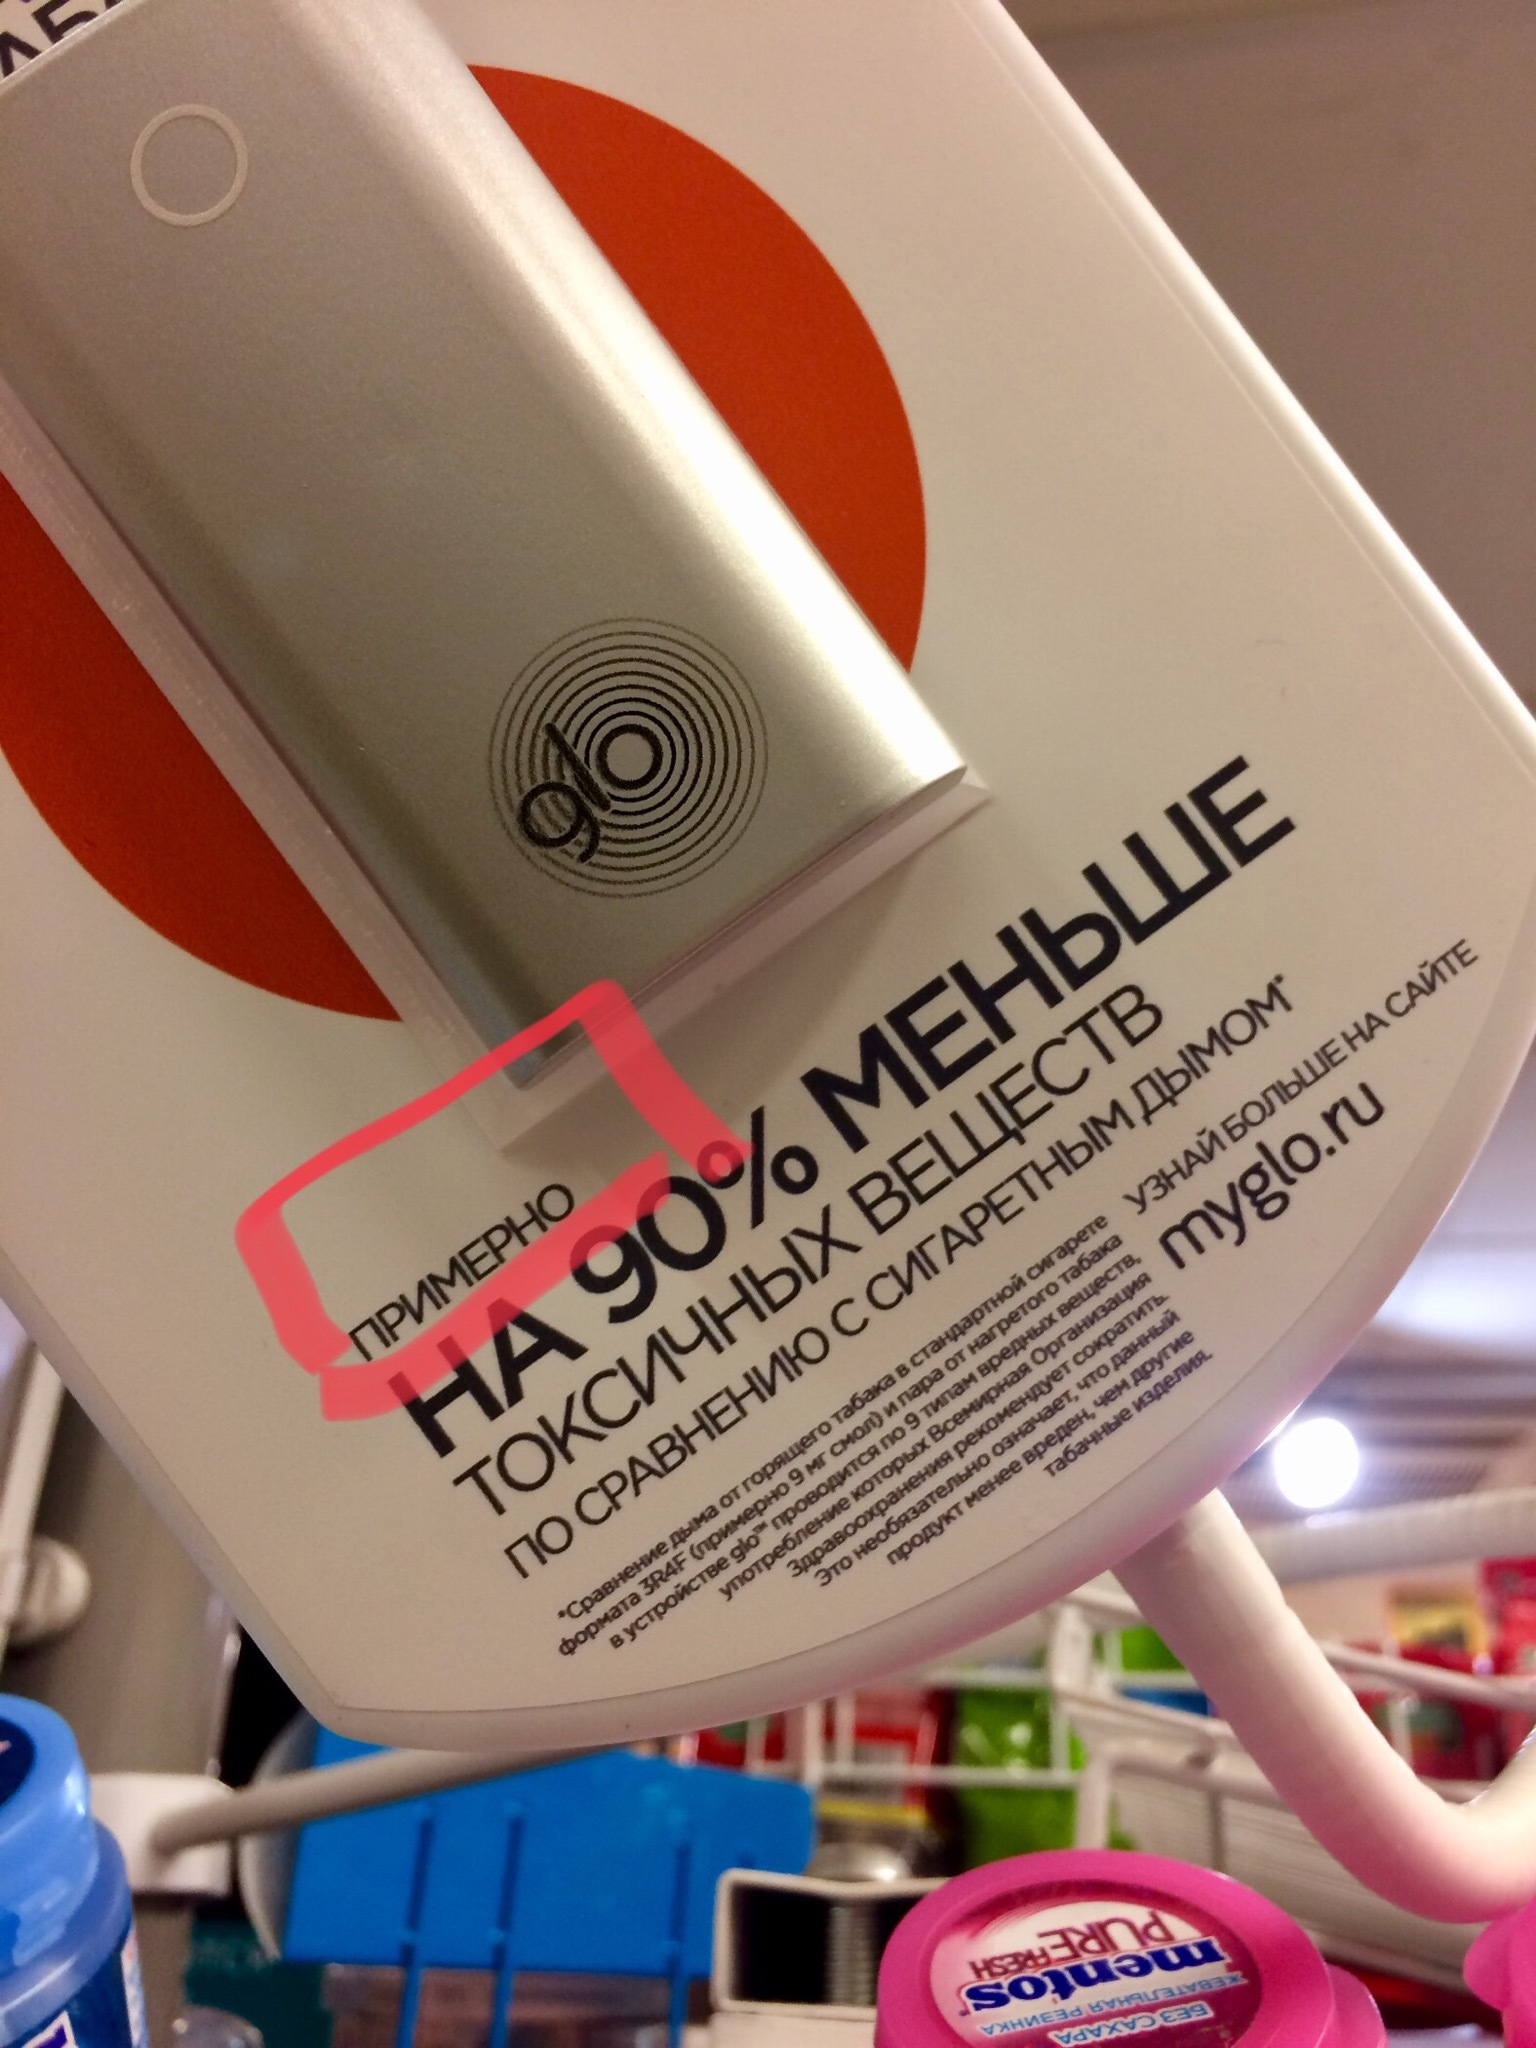 glo
ПРИМЕРНО
НА 90% МЕНЬШЕ
ТОКСИЧНЫХ ВЕЩЕСТВ
ПО СРАВНЕНИЮ С СИГАРЕТНЫМ ДЫМОМ*
*Сравнение дыма от горящего табака в стандартной сигарете
формата 3R4F (примерно 9 мг смол) и пара от нагретого табака
в устройстве glo™ проводится по 9 типам вредных веществ,
употребление которых Всемирная Организация
Здравоохранения рекомендует сократить.
Это необязательно означает, что данный
продукт менее вреден, чем другие
табачные изделия.
УЗНАЙ БОЛЬШЕ НА САЙТЕ
myglo.ru
БЕЗ САХАРА
ЖЕВАТЕЛЬНАЯ РЕЗИНКА
mentos
PUREFRESH